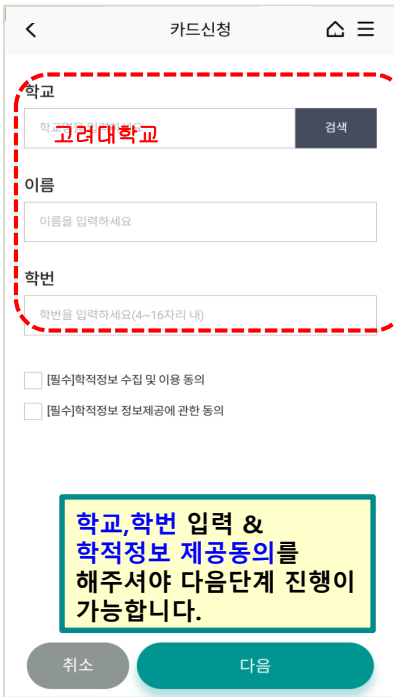 카드신청
학교
고려대학교
검색
이름
이름을 입력하세요
학번
학번을 입력하세요(4~16자리 내)
[필수]학적정보 수집 및 이용 동의
[필수]학적정보 정보제공에 관한 동의
학교,학번 입력 &
학적정보 제공동의를
해주셔야 다음단계 진행이
가능합니다.
취소
다음